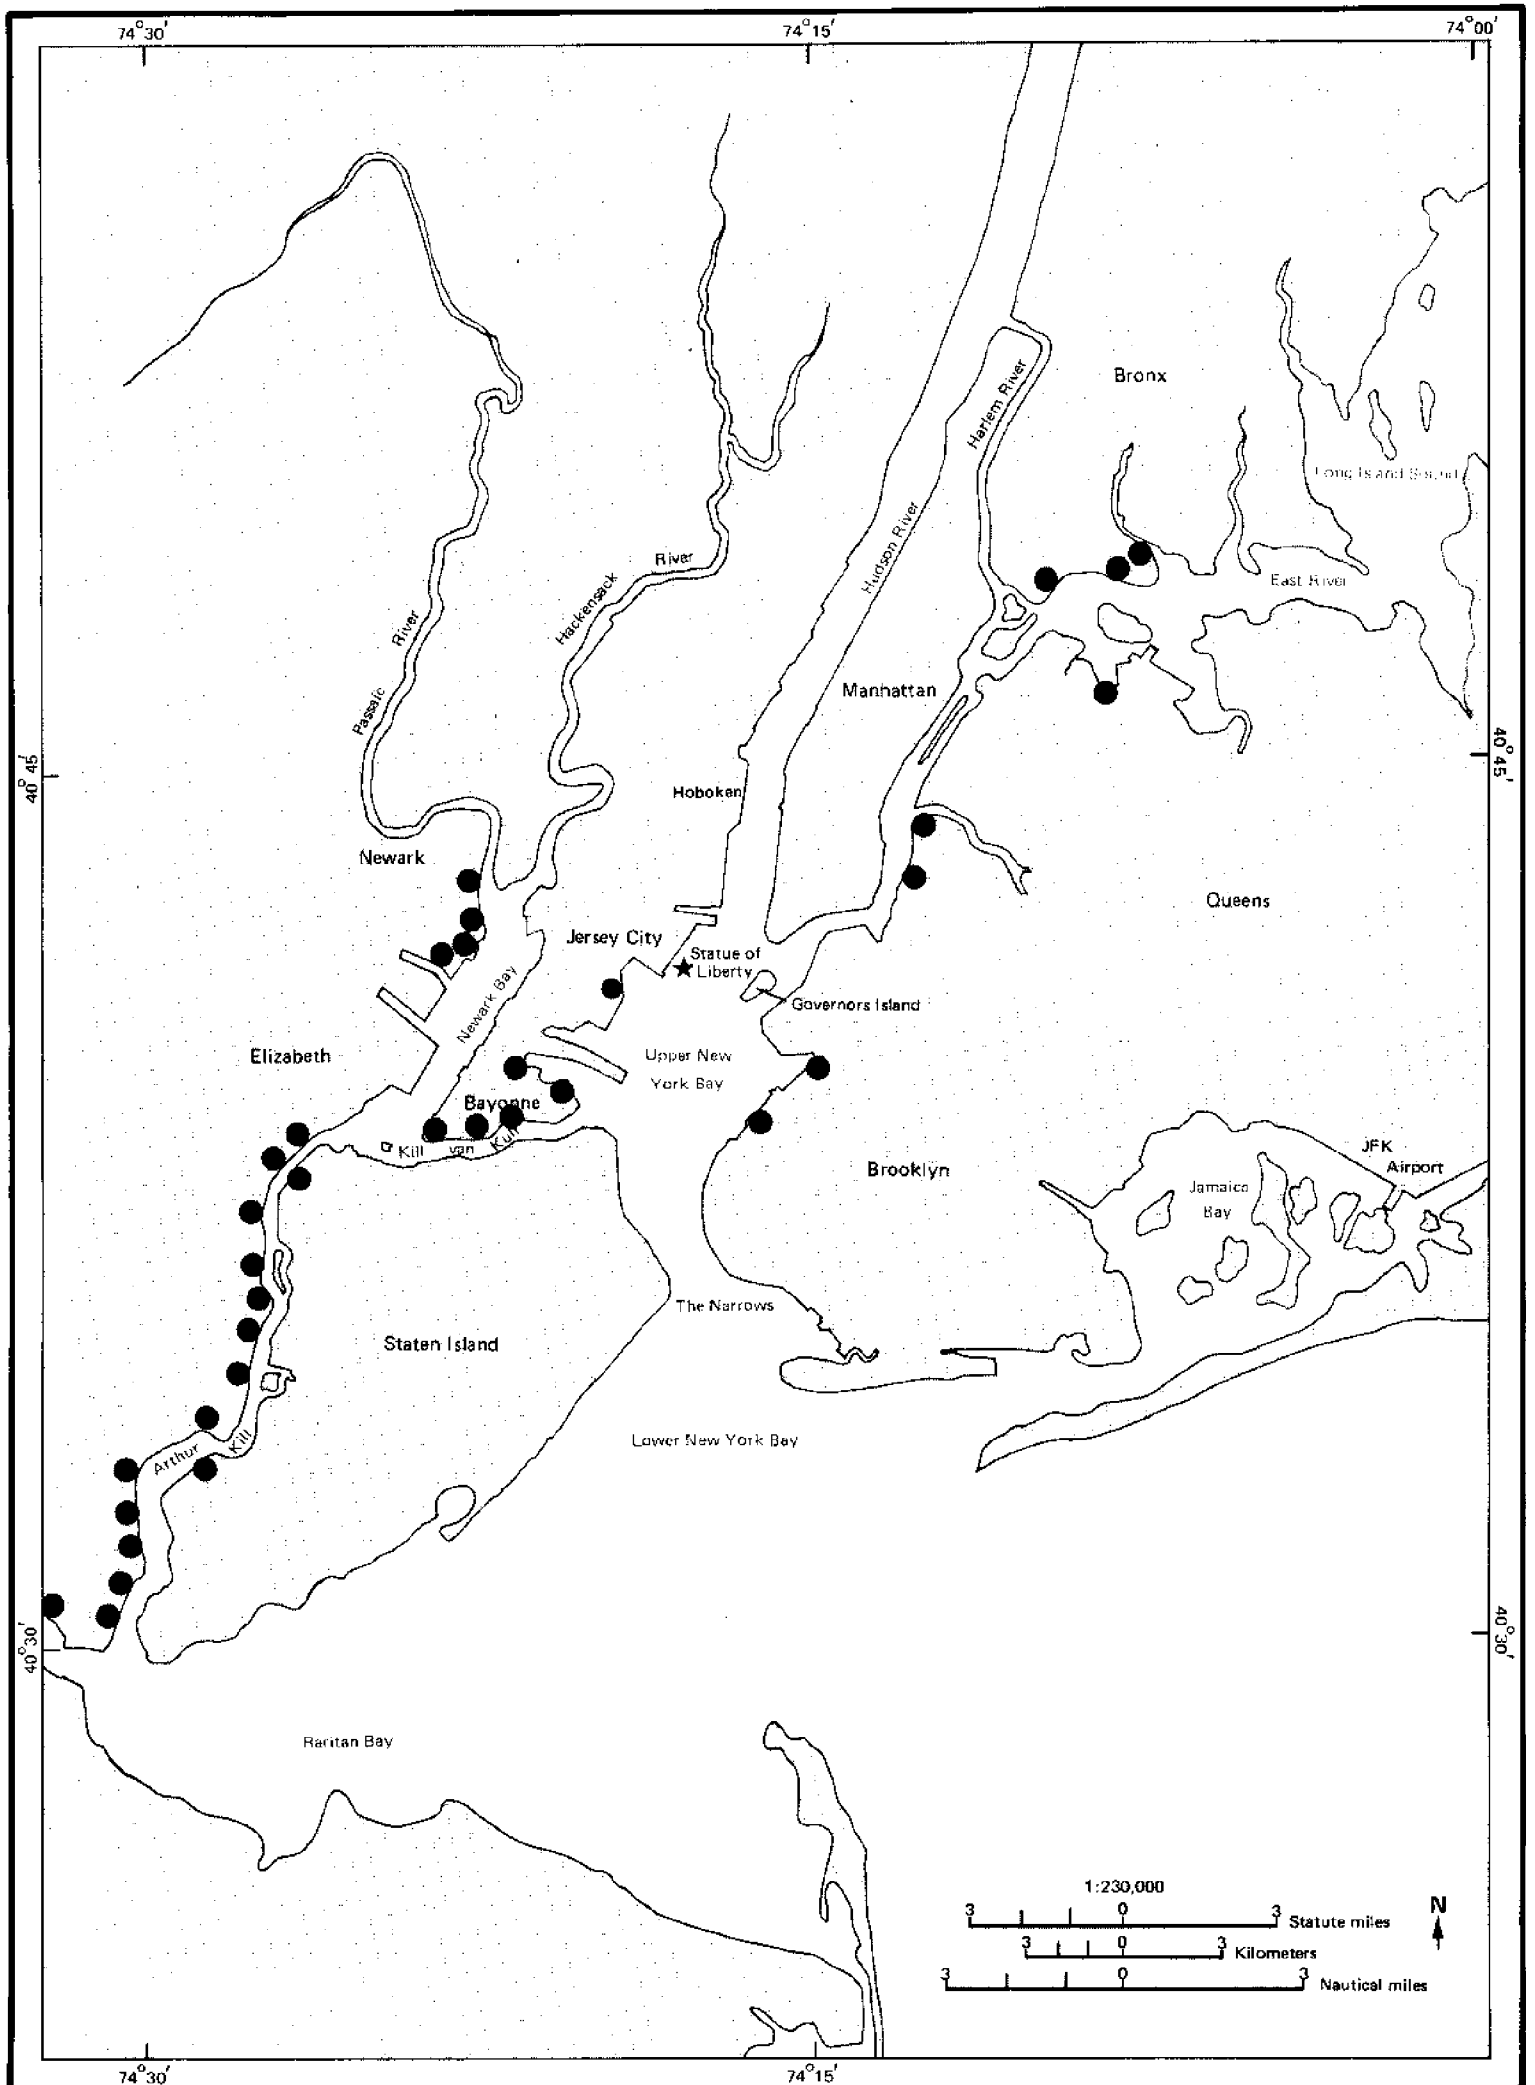 74°30' 74°15' 74°00'
Bronx
Harlem River
Long Island Sound
Hudson River
River
Hackensack
East River
River
Passaic
Manhattan
40°45' 40°45'
Hoboken
Newark
Queens
Jersey City
Statue of
Liberty
Newark Bay
Governors Island
Elizabeth
Upper New
York Bay
Bayonne
Kill van Kull
JFK
Airport
Brooklyn
Jamaica
Bay
The Narrows
Staten Island
Lower New York Bay
Arthur Kill
40°30' 40°30'
Raritan Bay
1:230,000
3 0 3 Statute miles
3 0 3 Kilometers
3 0 3 Nautical miles
N
74°30' 74°15'